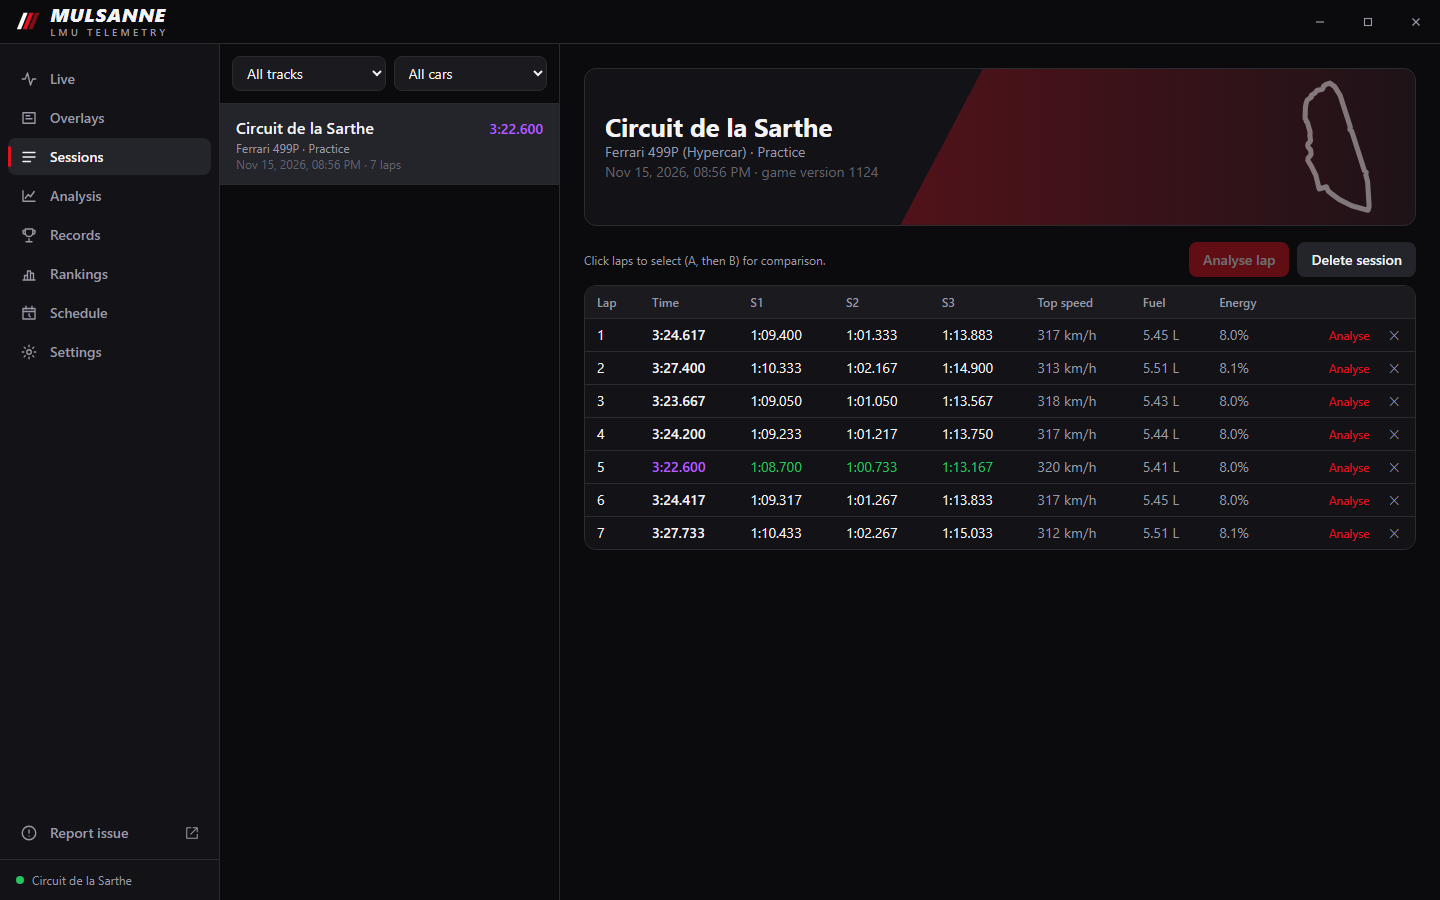 MULSANNE
LMU TELEMETRY
Live
Overlays
Sessions
Analysis
Records
Rankings
Schedule
Settings
Report issue
Circuit de la Sarthe
All tracks
All cars
Circuit de la Sarthe 3:22.600
Ferrari 499P · Practice
Nov 15, 2026, 08:56 PM · 7 laps
Circuit de la Sarthe
Ferrari 499P (Hypercar) · Practice
Nov 15, 2026, 08:56 PM · game version 1124
Click laps to select (A, then B) for comparison.
Analyse lap
Delete session
Lap Time S1 S2 S3 Top speed Fuel Energy
1 3:24.617 1:09.400 1:01.333 1:13.883 317 km/h 5.45 L 8.0% Analyse
2 3:27.400 1:10.333 1:02.167 1:14.900 313 km/h 5.51 L 8.1% Analyse
3 3:23.667 1:09.050 1:01.050 1:13.567 318 km/h 5.43 L 8.0% Analyse
4 3:24.200 1:09.233 1:01.217 1:13.750 317 km/h 5.44 L 8.0% Analyse
5 3:22.600 1:08.700 1:00.733 1:13.167 320 km/h 5.41 L 8.0% Analyse
6 3:24.417 1:09.317 1:01.267 1:13.833 317 km/h 5.45 L 8.0% Analyse
7 3:27.733 1:10.433 1:02.267 1:15.033 312 km/h 5.51 L 8.1% Analyse